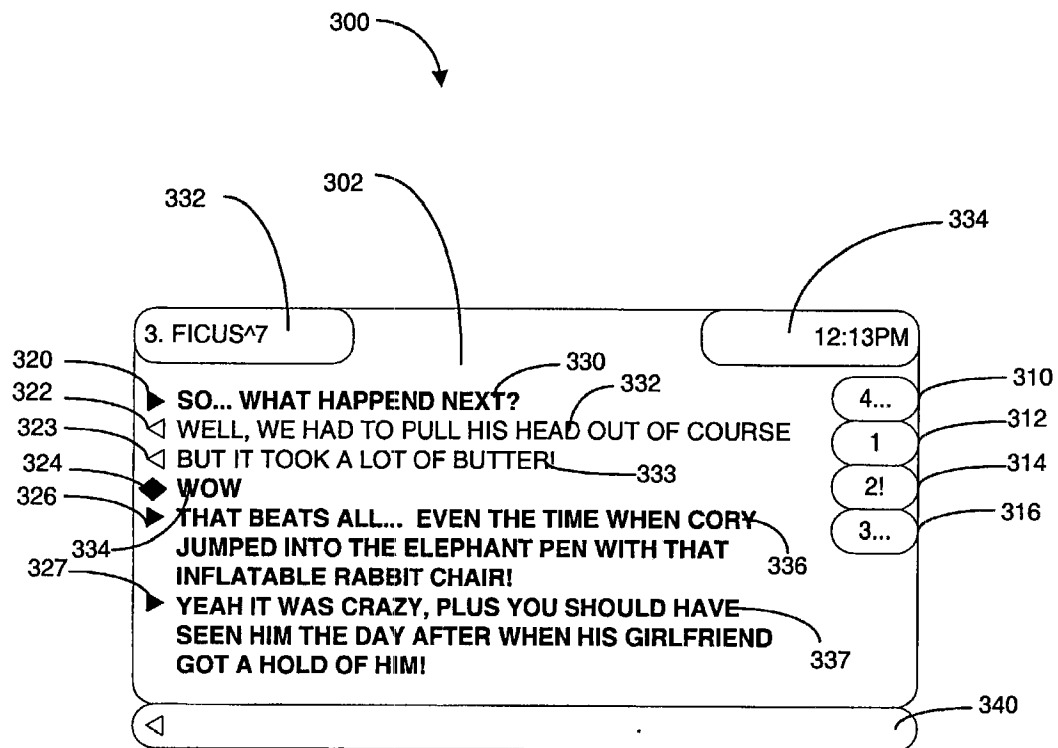 300
302
332
334
3. FICUS^7
12:13PM
320
330
310
► SO... WHAT HAPPEND NEXT?
4...
322
332
312
◁ WELL, WE HAD TO PULL HIS HEAD OUT OF COURSE
1
323
333
◁ BUT IT TOOK A LOT OF BUTTER!
314
324
◆ WOW
2!
326
316
► THAT BEATS ALL... EVEN THE TIME WHEN CORY
3...
334
JUMPED INTO THE ELEPHANT PEN WITH THAT
336
327
INFLATABLE RABBIT CHAIR!
► YEAH IT WAS CRAZY, PLUS YOU SHOULD HAVE
SEEN HIM THE DAY AFTER WHEN HIS GIRLFRIEND
337
GOT A HOLD OF HIM!
340
◁